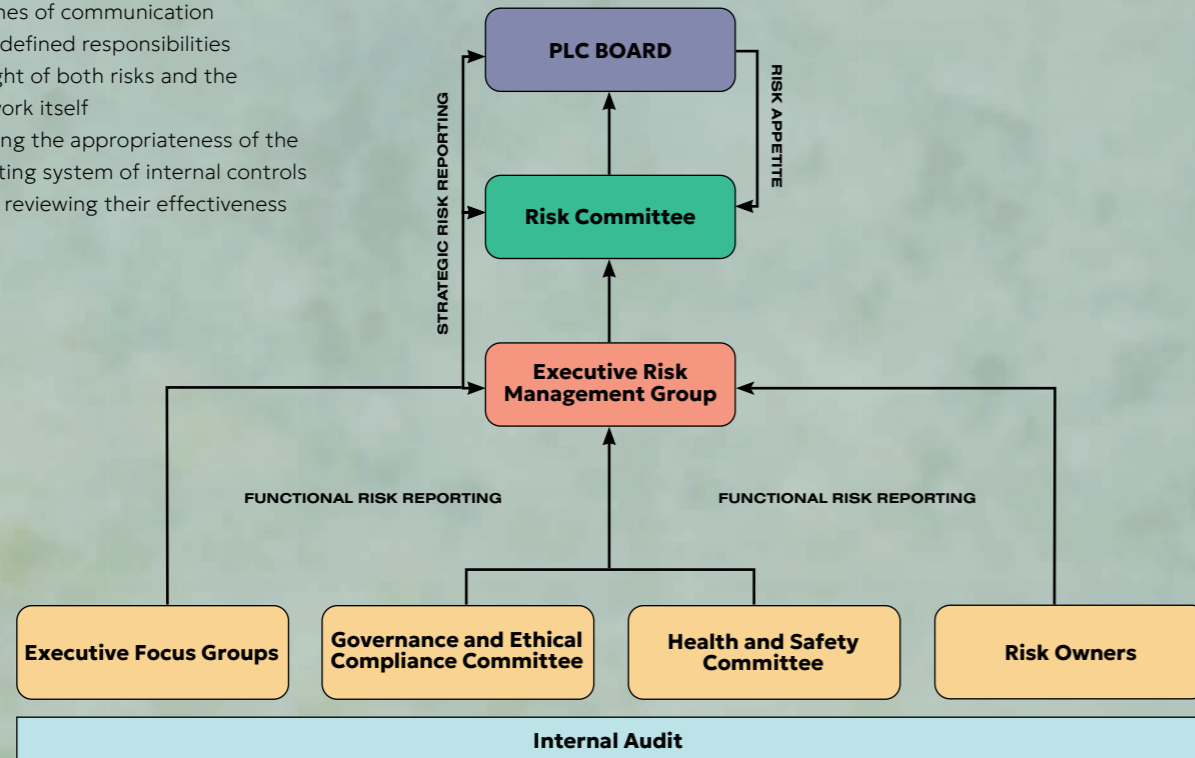 nes of communication
defined responsibilities
ght of both risks and the
work itself
ng the appropriateness of the
ting system of internal controls
reviewing their effectiveness
PLC BOARD
STRATEGIC RISK REPORTING
RISK APPETITE
Risk Committee
Executive Risk
Management Group
FUNCTIONAL RISK REPORTING
FUNCTIONAL RISK REPORTING
Executive Focus Groups
Governance and Ethical
Compliance Committee
Health and Safety
Committee
Risk Owners
Internal Audit